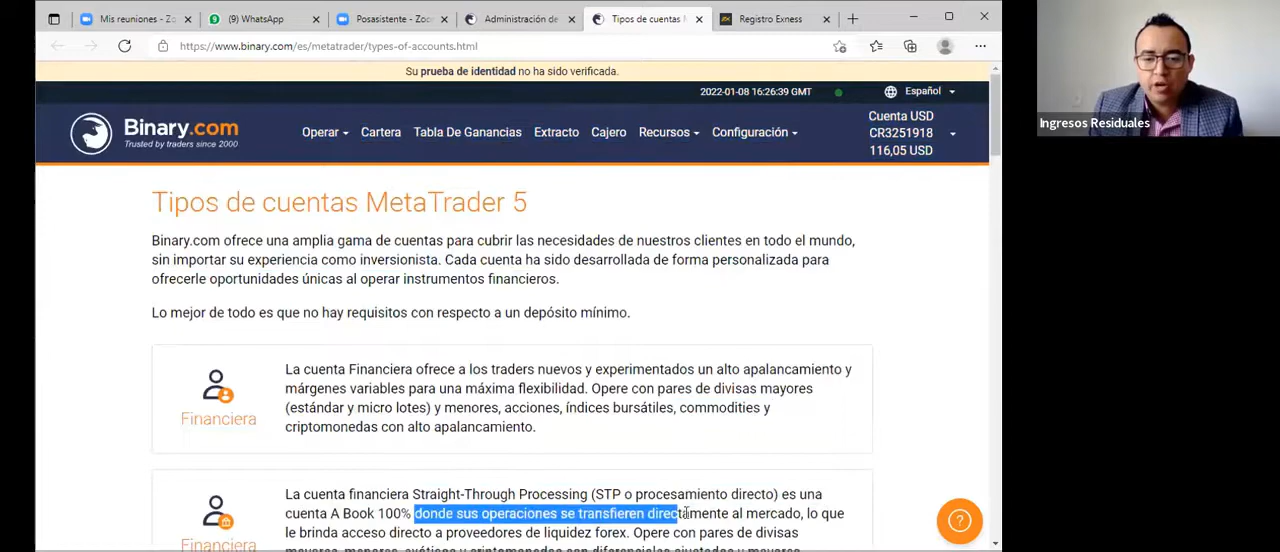 Mis reuniones - Zo
(9) WhatsApp
Posasistente - Zoo
Administración de
Tipos de cuentas
Registro Exness
https://www.binary.com/es/metatrader/types-of-accounts.html
Su prueba de identidad no ha sido verificada.
2022-01-08 16:26:39 GMT
Español
Binary.com
Trusted by traders since 2000
Operar
Cartera
Tabla De Ganancias
Extracto
Cajero
Recursos
Configuración
Cuenta USD
CR3251918
116,05 USD
Ingresos Residuales
Tipos de cuentas MetaTrader 5
Binary.com ofrece una amplia gama de cuentas para cubrir las necesidades de nuestros clientes en todo el mundo,
sin importar su experiencia como inversionista. Cada cuenta ha sido desarrollada de forma personalizada para
ofrecerle oportunidades únicas al operar instrumentos financieros.
Lo mejor de todo es que no hay requisitos con respecto a un depósito mínimo.
Financiera
La cuenta Financiera ofrece a los traders nuevos y experimentados un alto apalancamiento y
márgenes variables para una máxima flexibilidad. Opere con pares de divisas mayores
(estándar y micro lotes) y menores, acciones, índices bursátiles, commodities y
criptomonedas con alto apalancamiento.
Financiera
La cuenta financiera Straight-Through Processing (STP o procesamiento directo) es una
cuenta A Book 100% donde sus operaciones se transfieren directamente al mercado, lo que
le brinda acceso directo a proveedores de liquidez forex. Opere con pares de divisas
mayores, menores, exóticos y criptomonedas con diferenciales ajustados y mayores